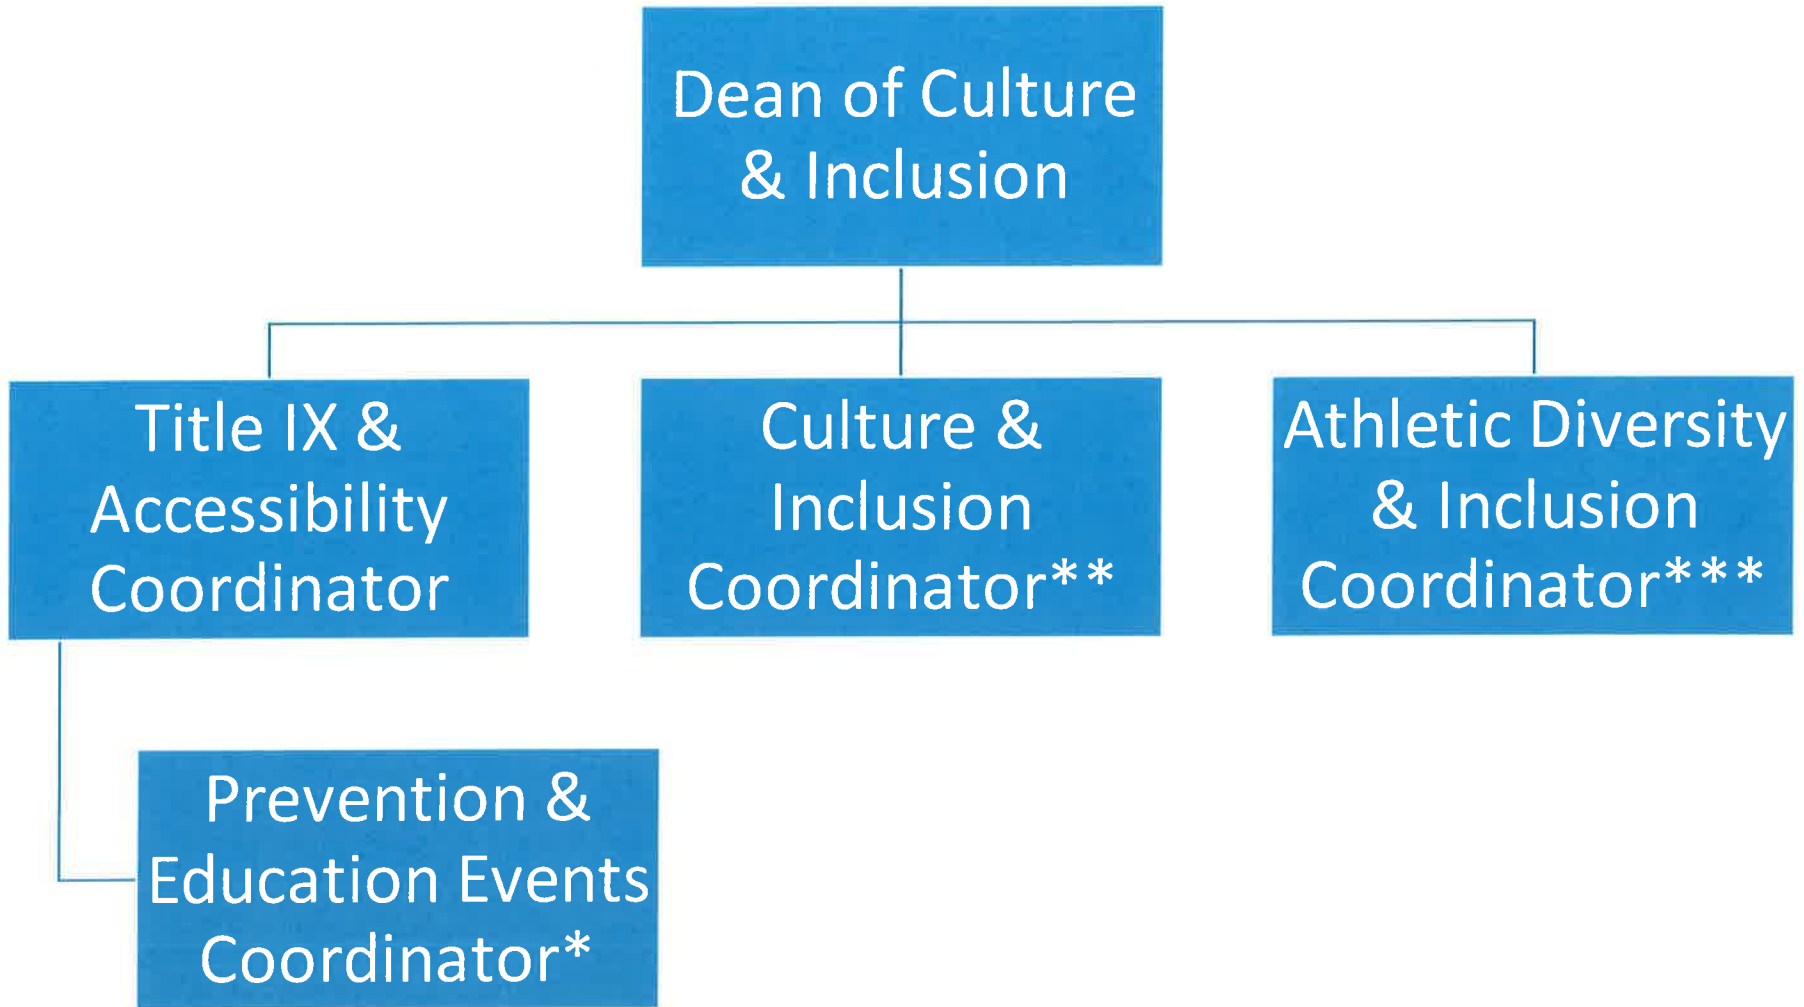 Dean of Culture
& Inclusion
Title IX &
Accessibility
Coordinator
Culture &
Inclusion
Coordinator**
Athletic Diversity
& Inclusion
Coordinator***
Prevention &
Education Events
Coordinator*